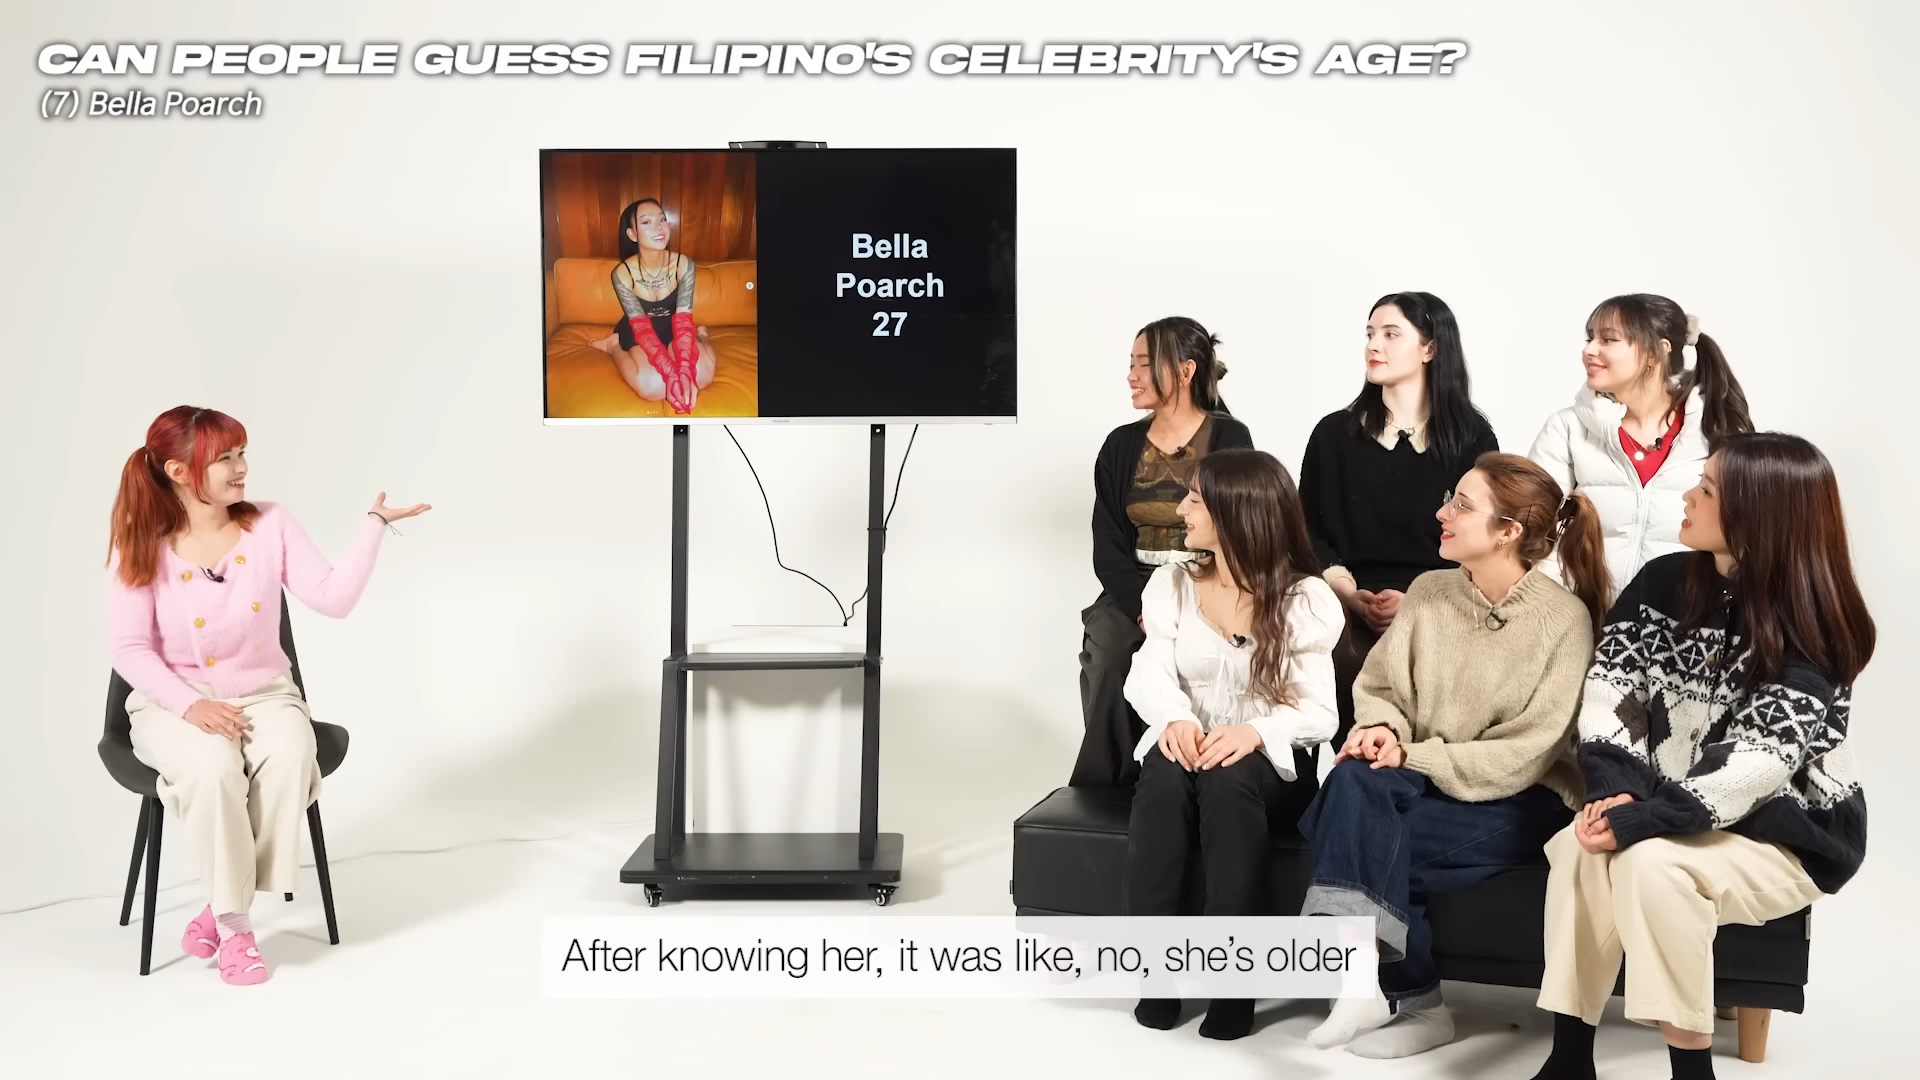 CAN PEOPLE GUESS FILIPINO'S CELEBRITY'S AGE?
(7) Bella Poarch
Bella
Poarch
27
After knowing her, it was like, no, she's older